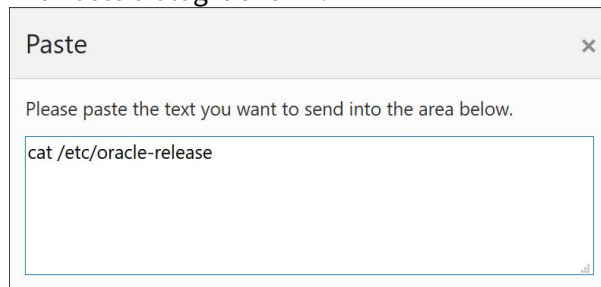 Paste
×
Please paste the text you want to send into the area below.
cat /etc/oracle-release